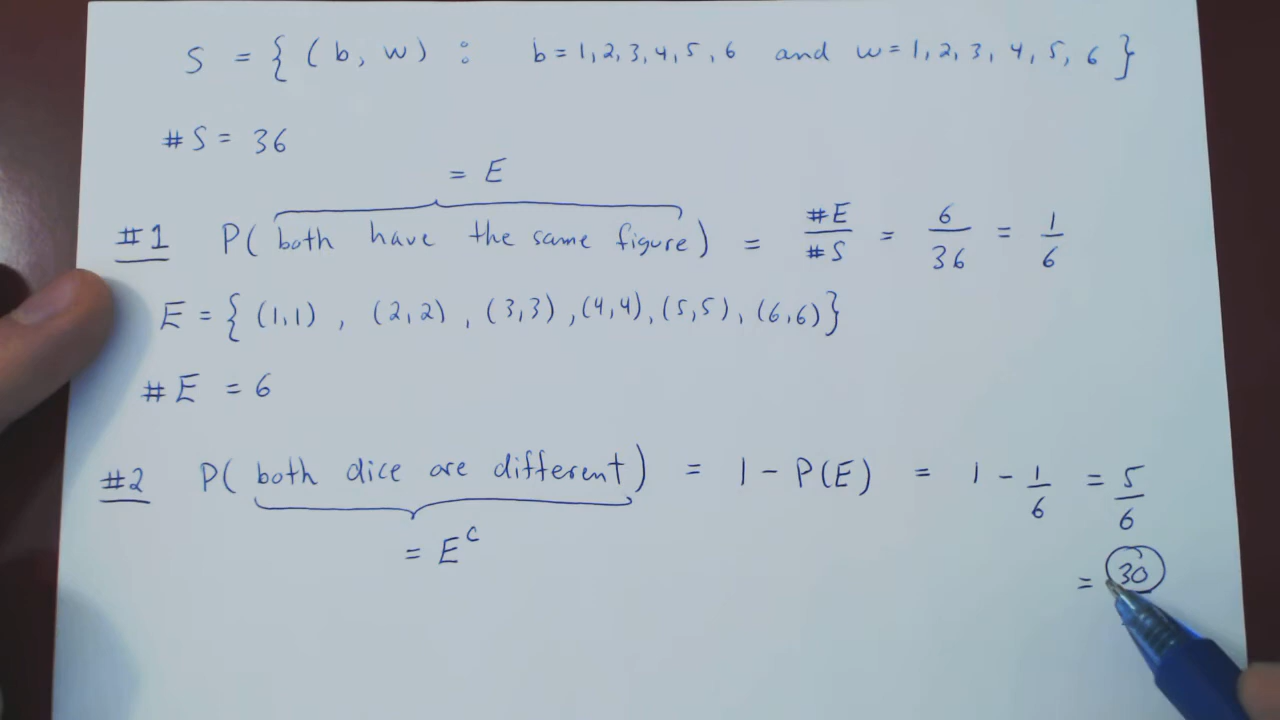 S = { (b, w) : b = 1, 2, 3, 4, 5, 6 and w = 1, 2, 3, 4, 5, 6 }
#S = 36
= E
#1 P( both have the same figure ) = #E/#S = 6/36 = 1/6
E = { (1,1) , (2,2) , (3,3) , (4,4), (5,5), (6,6) }
#E = 6
#2 P( both dice are different ) = 1 - P(E) = 1 - 1/6 = 5/6
= E^c
= 30